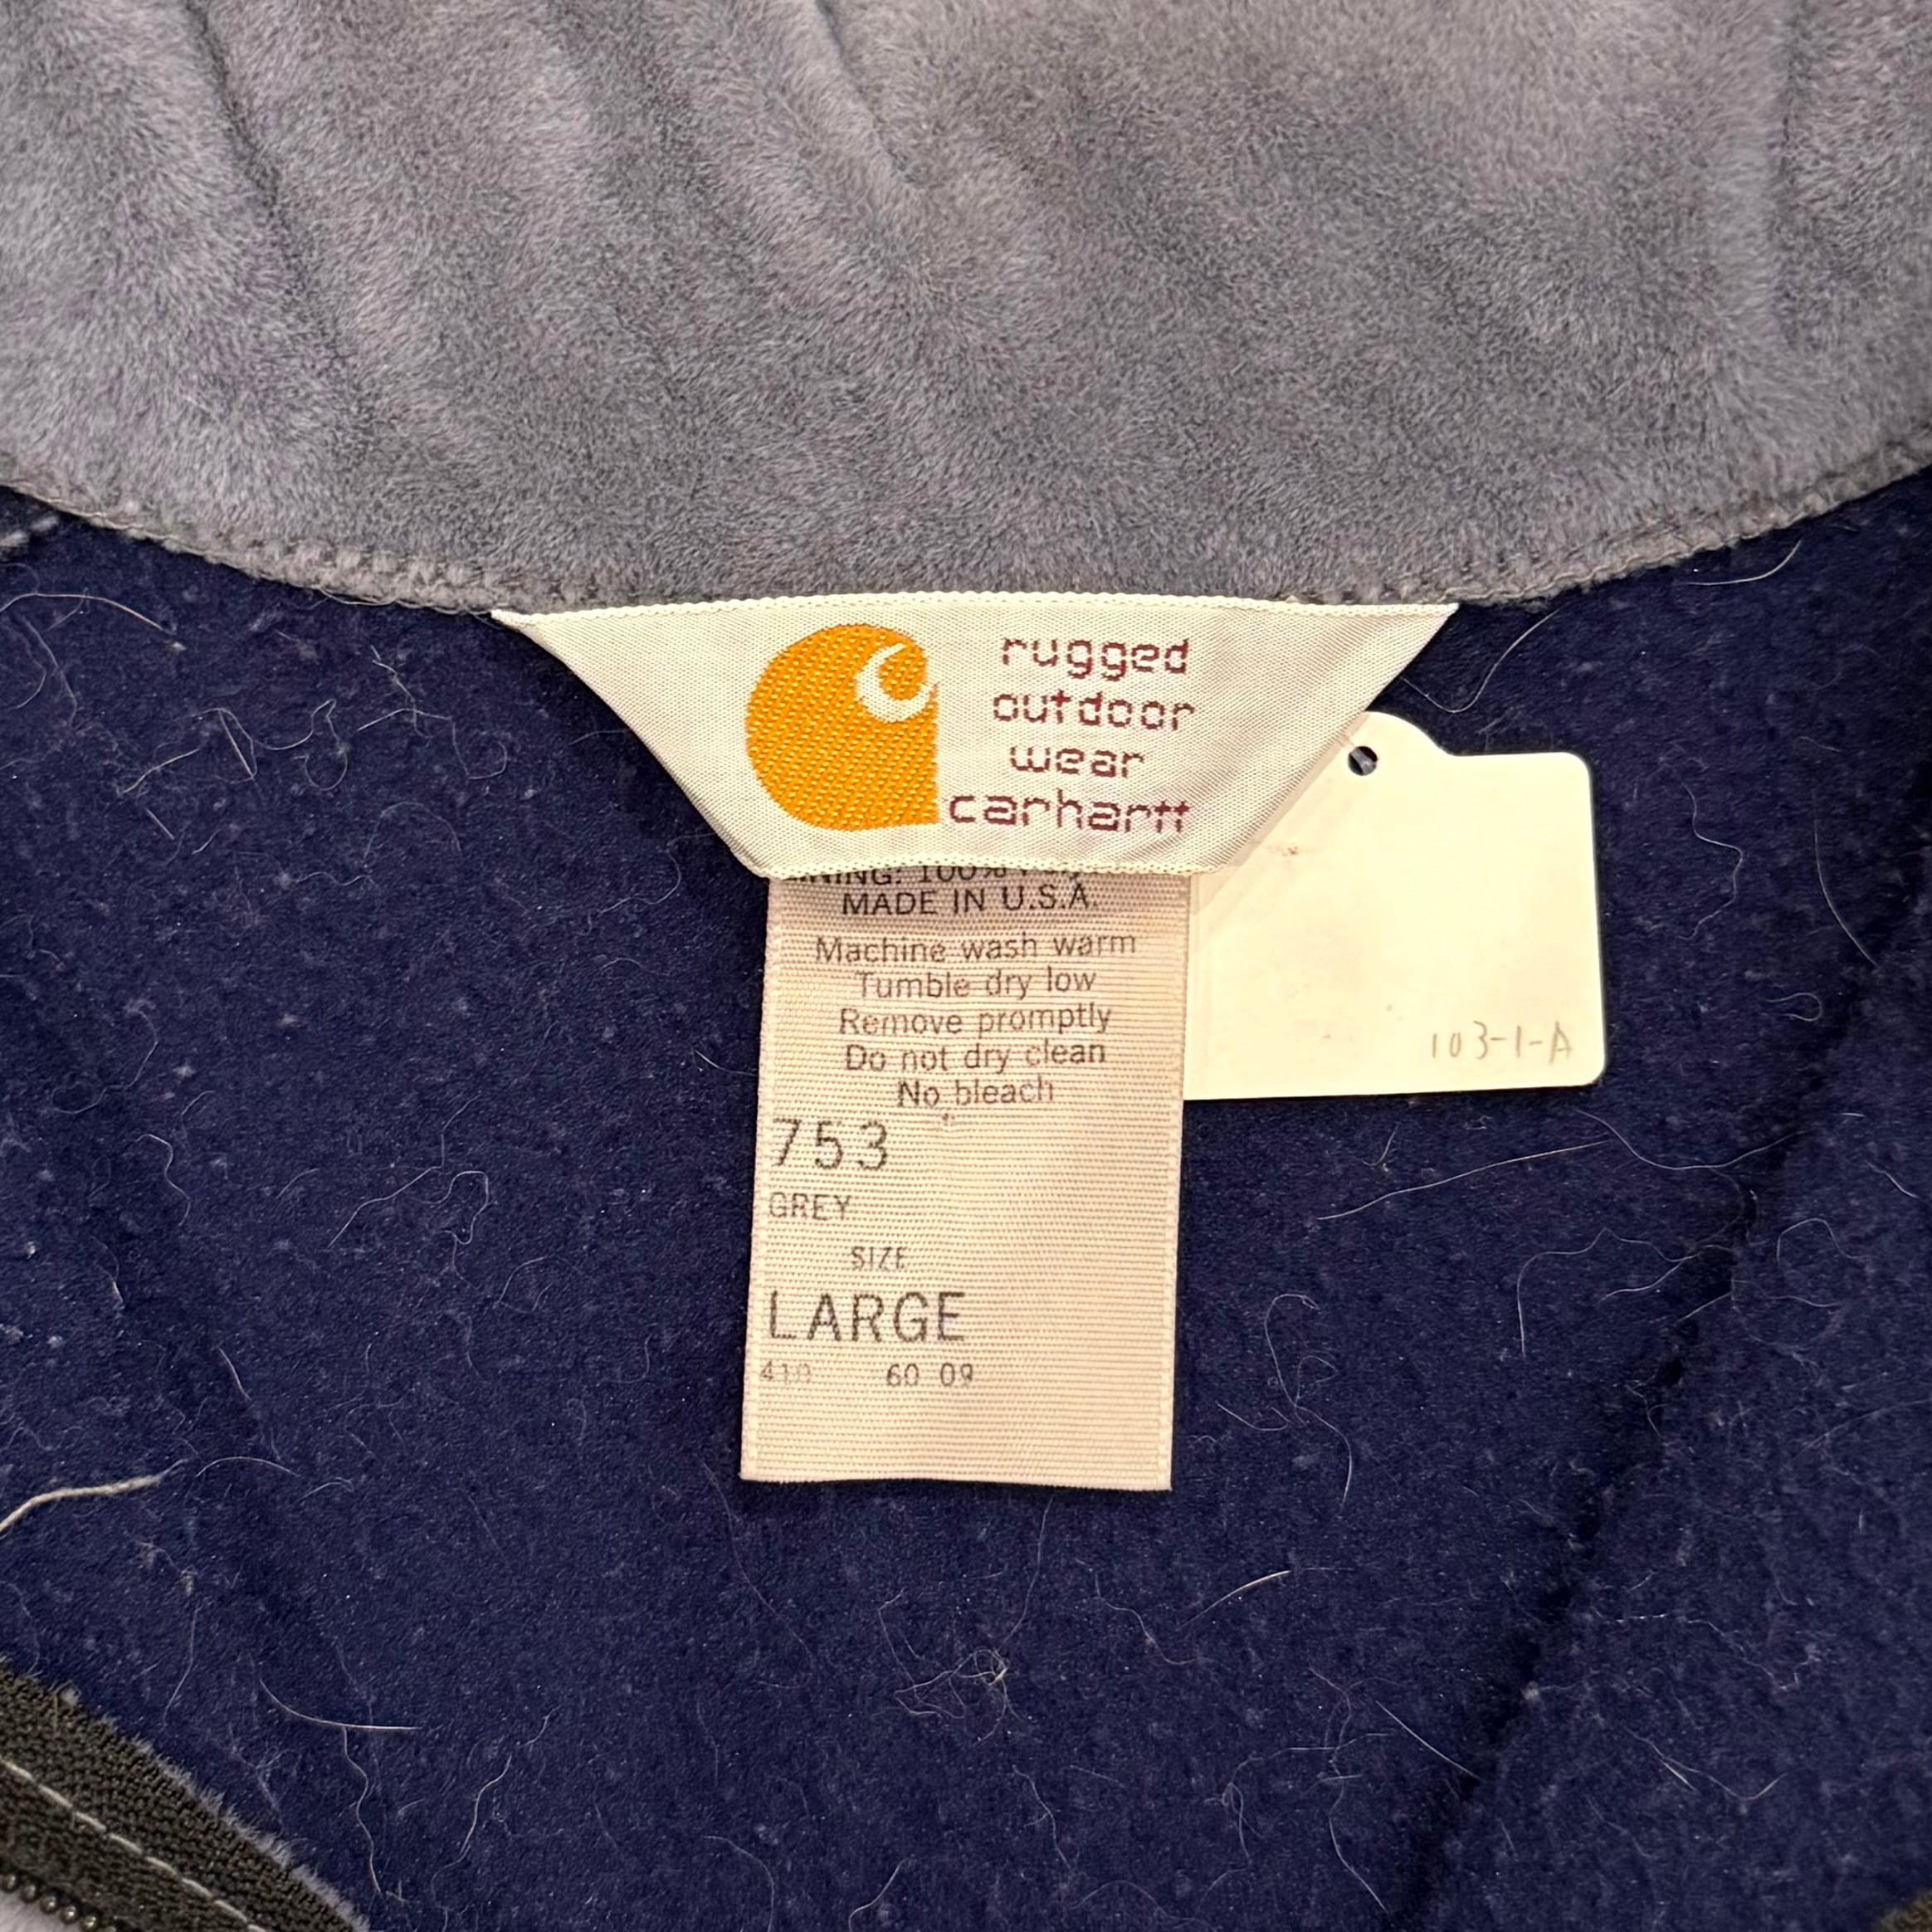 rugged
outdoor
wear
carhartt
100%
MADE IN U.S.A.
Machine wash warm
Tumble dry low
Remove promptly
Do not dry clean
No bleach
753
GREY
SIZE
LARGE
60 09
103-1-A